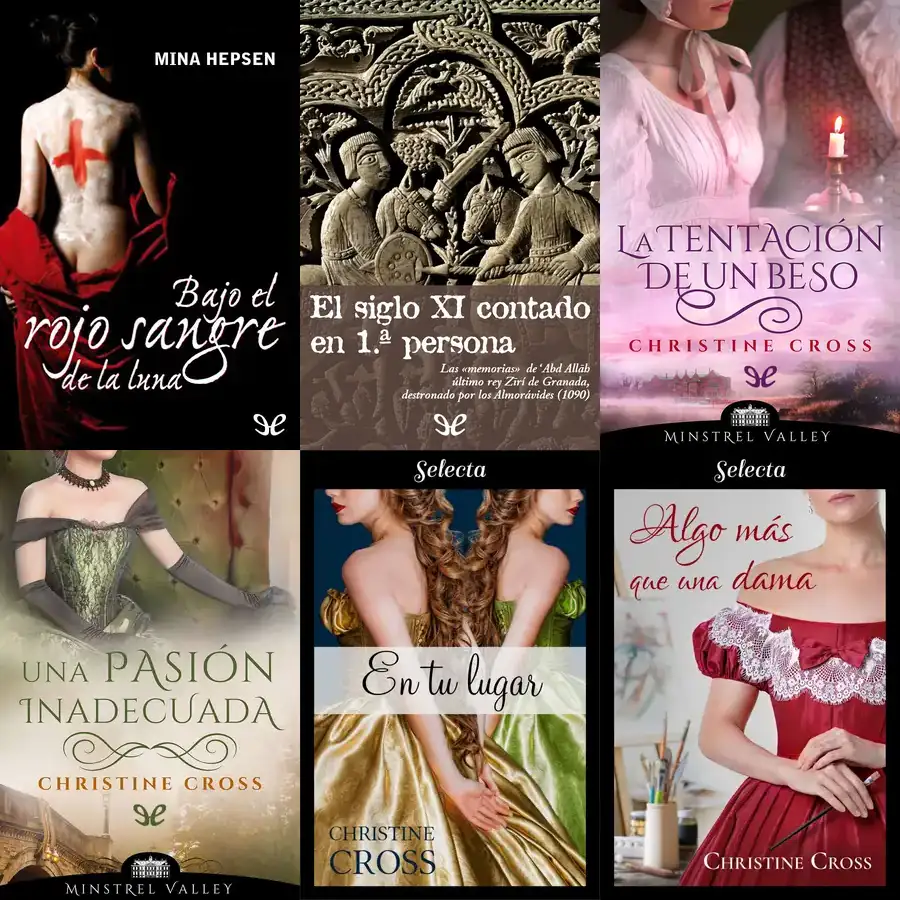 MINA HEPSEN
Bajo el
rojo sangre
de la luna
El siglo XI contado
en 1.ª persona
Las «memorias» de ‘Abd Allāh
último rey Zīrí de Granada,
destronado por los Almorávides (1090)
LA TENTACIÓN
DE UN BESO
CHRISTINE CROSS
MINSTREL VALLEY
UNA PASIÓN
INADECUADA
CHRISTINE CROSS
MINSTREL VALLEY
Selecta
En tu lugar
CHRISTINE
CROSS
Selecta
Algo más
que una dama
CHRISTINE CROSS